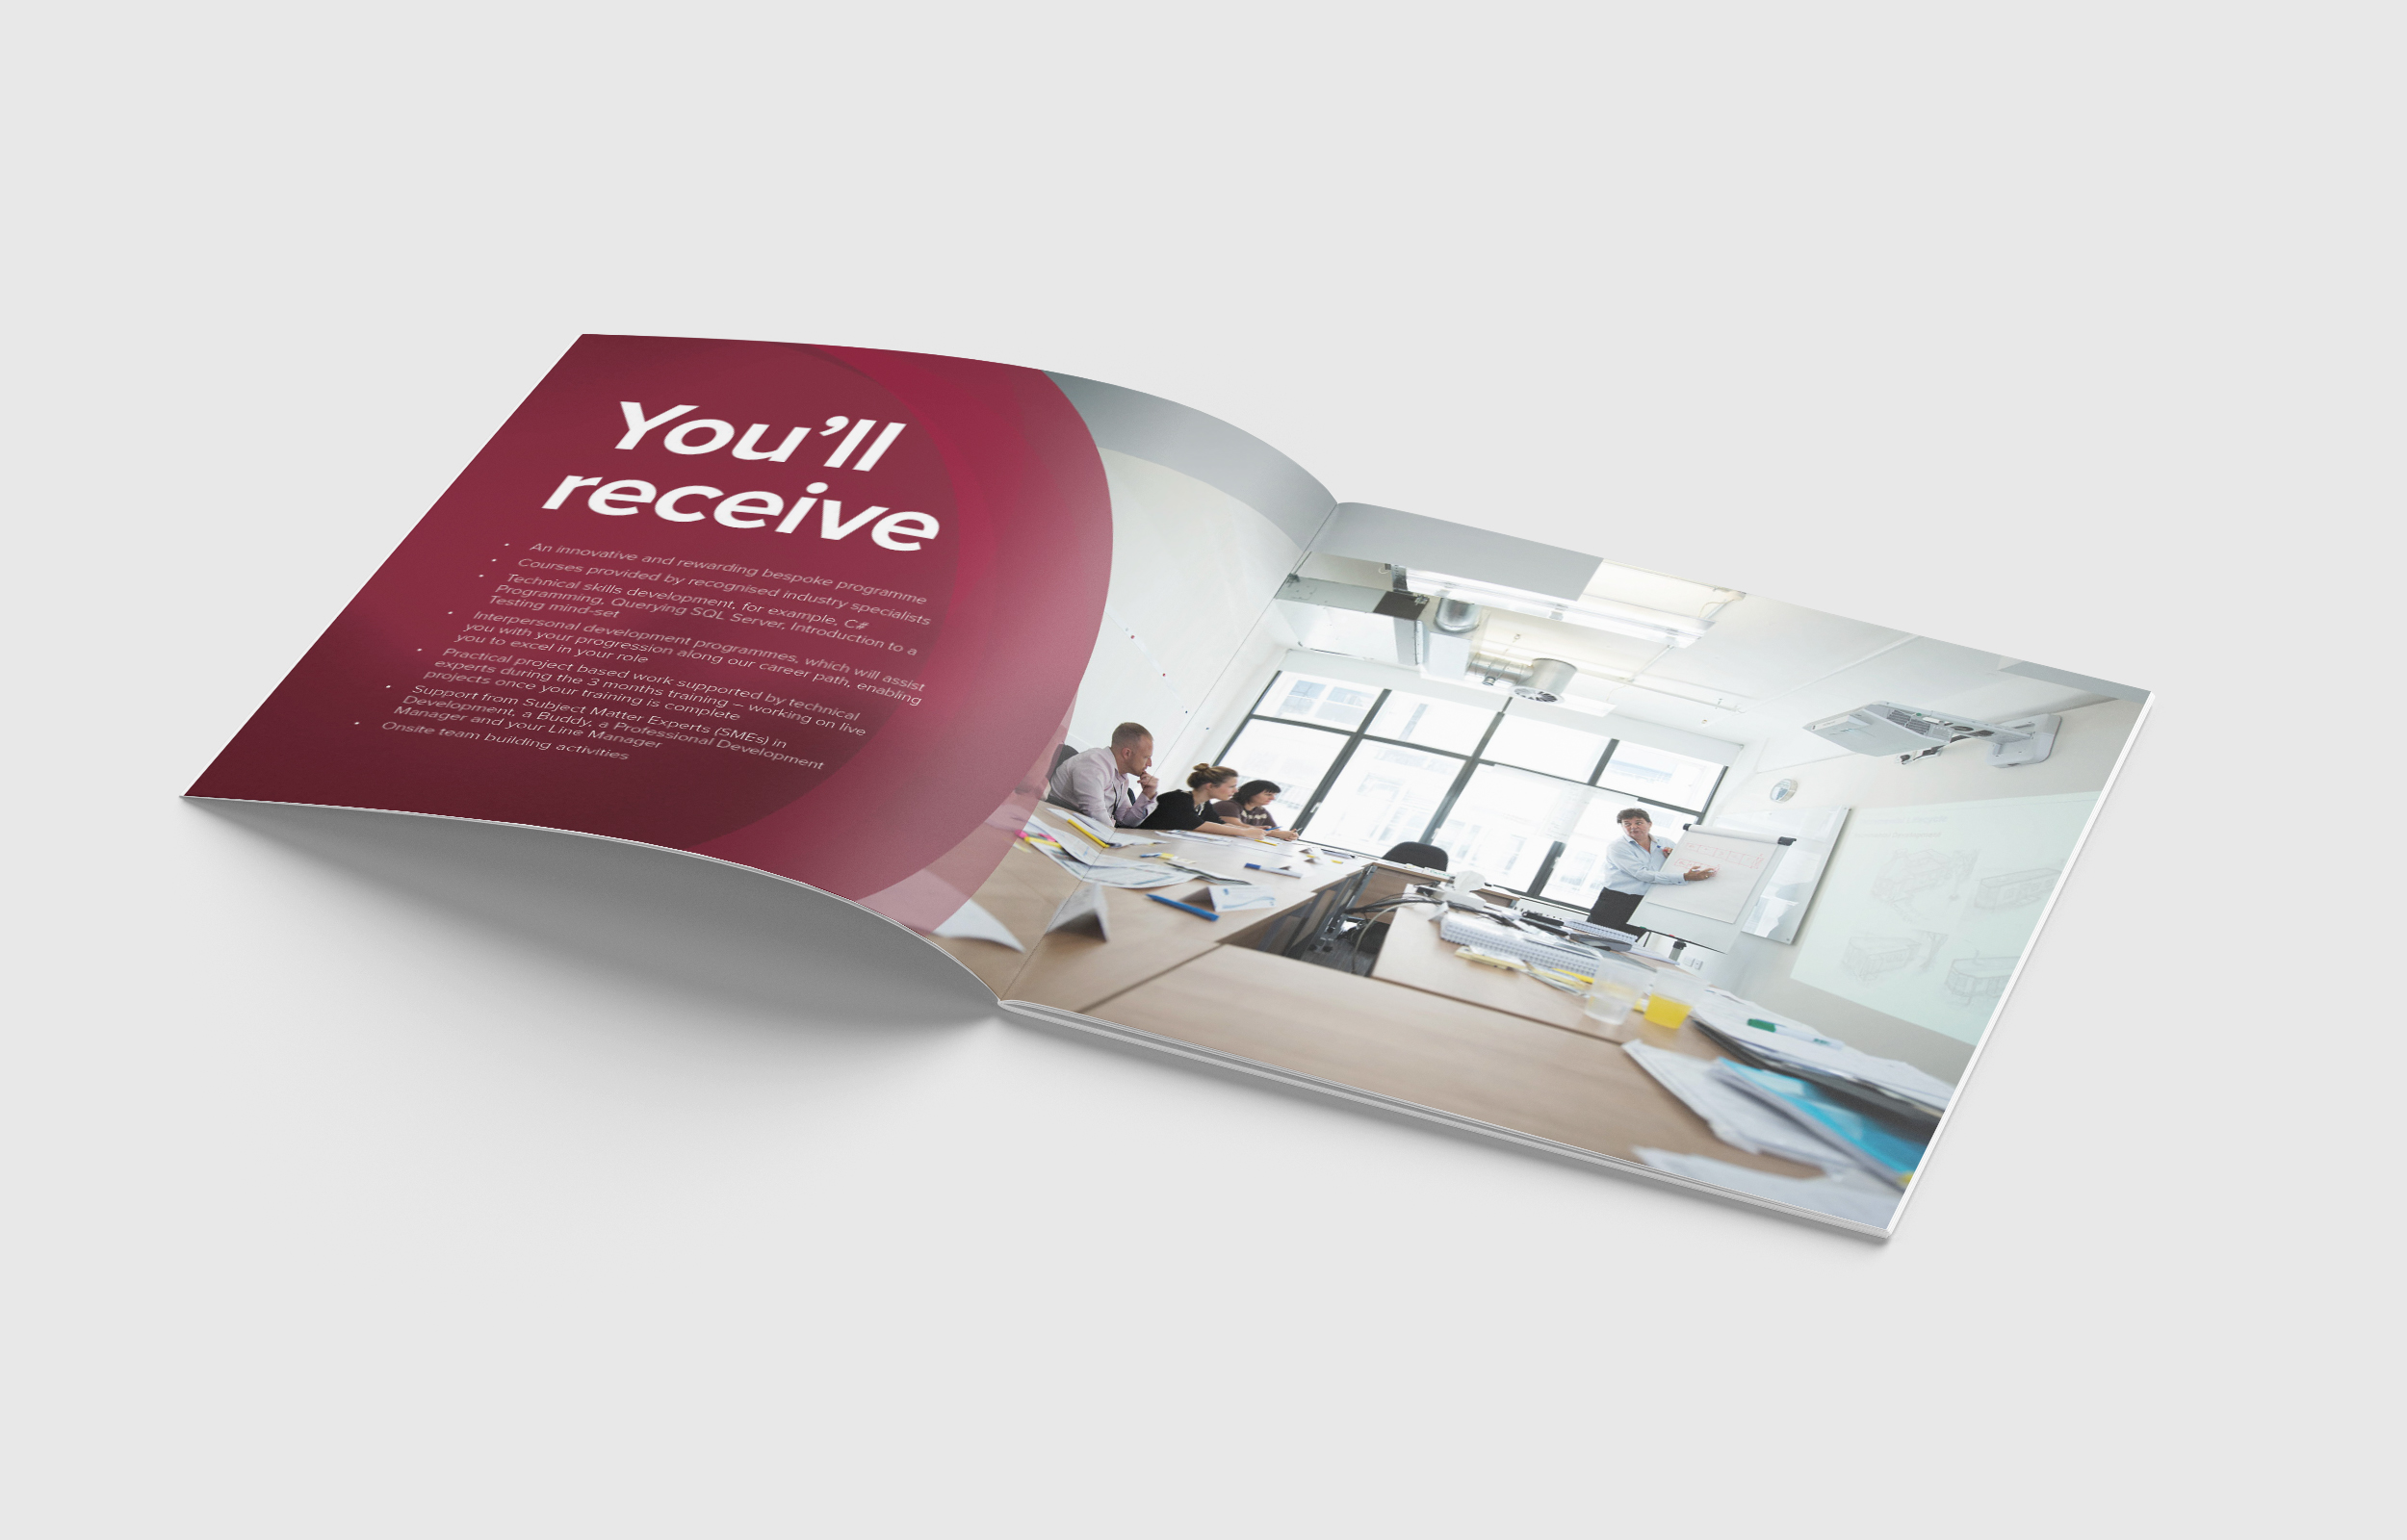 You'll
receive
• An innovative and rewarding bespoke programme
• Courses provided by recognised industry specialists
• Technical skills development, for example, C#
Programming, Querying SQL Server, Introduction to a
Testing mind-set
• Interpersonal development programmes, which will assist
you with your progression along our career path, enabling
you to excel in your role
• Practical project based work supported by technical
experts during the 3 months training – working on live
projects once your training is complete
• Support from Subject Matter Experts (SMEs) in
Development, a Buddy, a Professional Development
Manager and your Line Manager
• Onsite team building activities